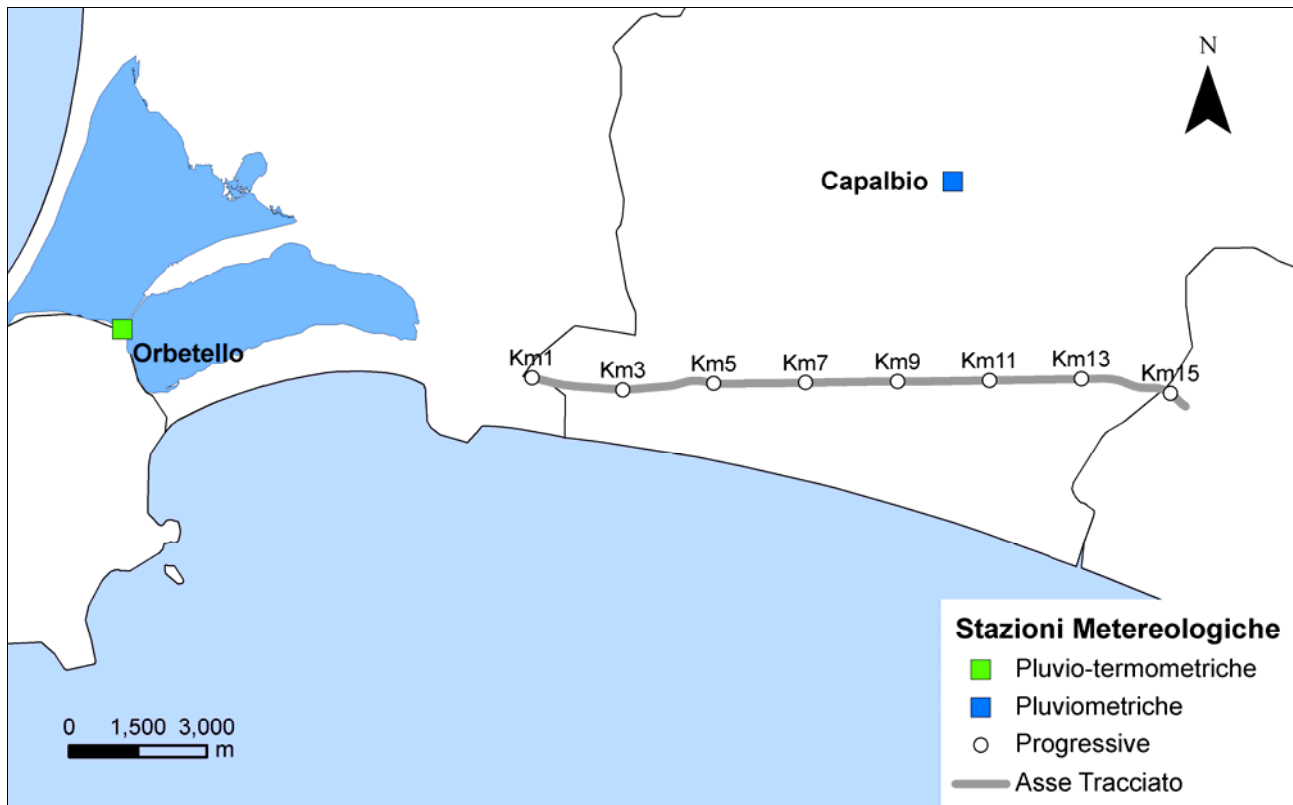 N
Capalbio
Orbetello
Km1
Km3
Km5
Km7
Km9
Km11
Km13
Km15
Stazioni Metereologiche
Pluvio-termometriche
Pluviometriche
Progressive
Asse Tracciato
0 1,500 3,000
m